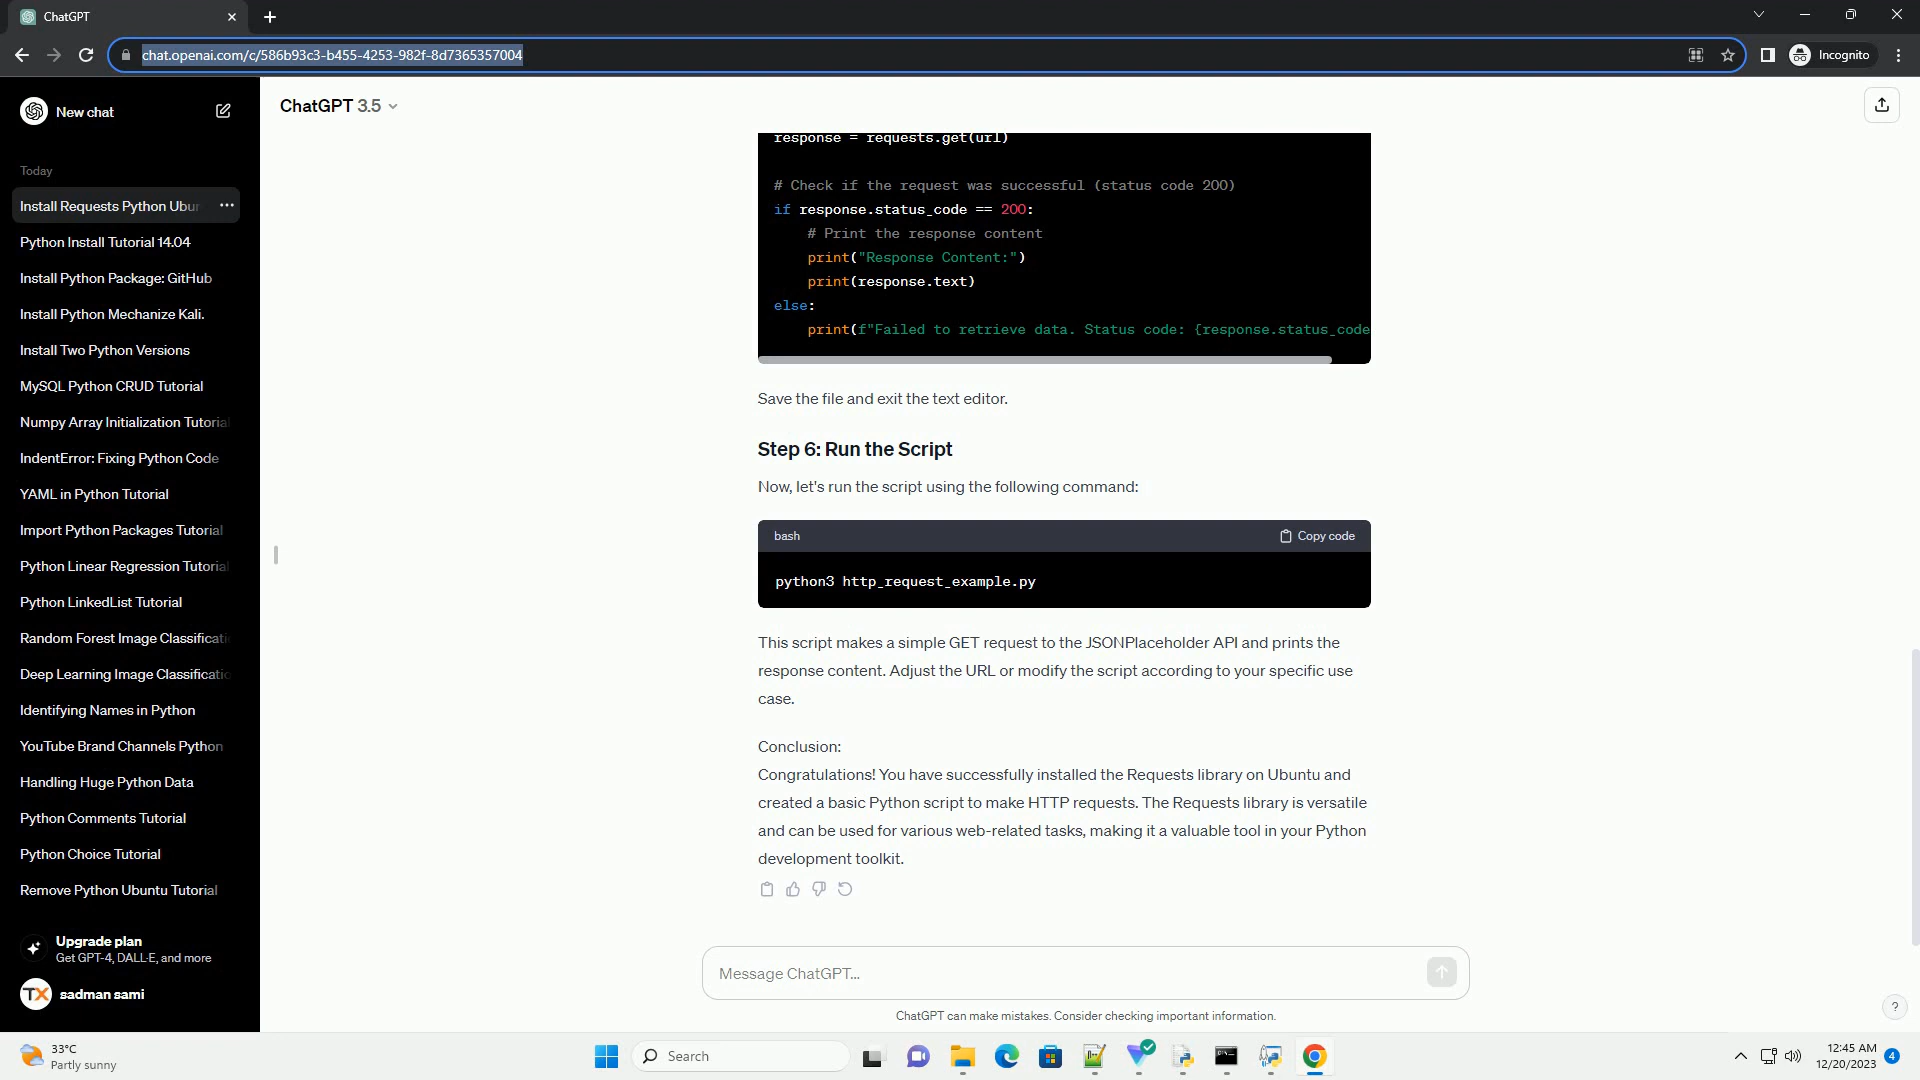 ChatGPT
chat.openai.com/c/586b93c3-b455-4253-982f-8d7365357004
Incognito
New chat
ChatGPT 3.5
Today
Install Requests Python Ubun
Python Install Tutorial 14.04
Install Python Package: GitHub
Install Python Mechanize Kali.
Install Two Python Versions
MySQL Python CRUD Tutorial
Numpy Array Initialization Tutorial
IndentError: Fixing Python Code
YAML in Python Tutorial
Import Python Packages Tutorial
Python Linear Regression Tutorial
Python LinkedList Tutorial
Random Forest Image Classificati
Deep Learning Image Classificatio
Identifying Names in Python
YouTube Brand Channels Python
Handling Huge Python Data
Python Comments Tutorial
Python Choice Tutorial
Remove Python Ubuntu Tutorial
Upgrade plan
Get GPT-4, DALL·E, and more
TX
sadman sami
response = requests.get(url)
# Check if the request was successful (status code 200)
if response.status_code == 200:
# Print the response content
print("Response Content:")
print(response.text)
else:
print(f"Failed to retrieve data. Status code: {response.status_code
Save the file and exit the text editor.
Step 6: Run the Script
Now, let's run the script using the following command:
bash
Copy code
python3 http_request_example.py
This script makes a simple GET request to the JSONPlaceholder API and prints the
response content. Adjust the URL or modify the script according to your specific use
case.
Conclusion:
Congratulations! You have successfully installed the Requests library on Ubuntu and
created a basic Python script to make HTTP requests. The Requests library is versatile
and can be used for various web-related tasks, making it a valuable tool in your Python
development toolkit.
Message ChatGPT...
ChatGPT can make mistakes. Consider checking important information.
?
33°C
Partly sunny
Search
12:45 AM
12/20/2023
4